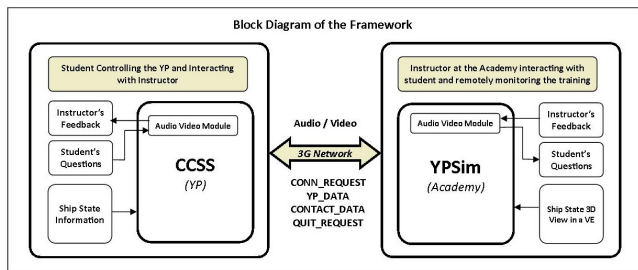 Block Diagram of the Framework
Student Controlling the YP and Interacting
with Instructor
Instructor's
Feedback
Student's
Questions
Ship State
Information
Audio Video Module
CCSS
(YP)
Audio / Video
3G Network
CONN_REQUEST
YP_DATA
CONTACT_DATA
QUIT_REQUEST
Instructor at the Academy interacting with
student and remotely monitoring the training
Audio Video Module
YPSim
(Academy)
Instructor's
Feedback
Student's
Questions
Ship State 3D
View in a VE